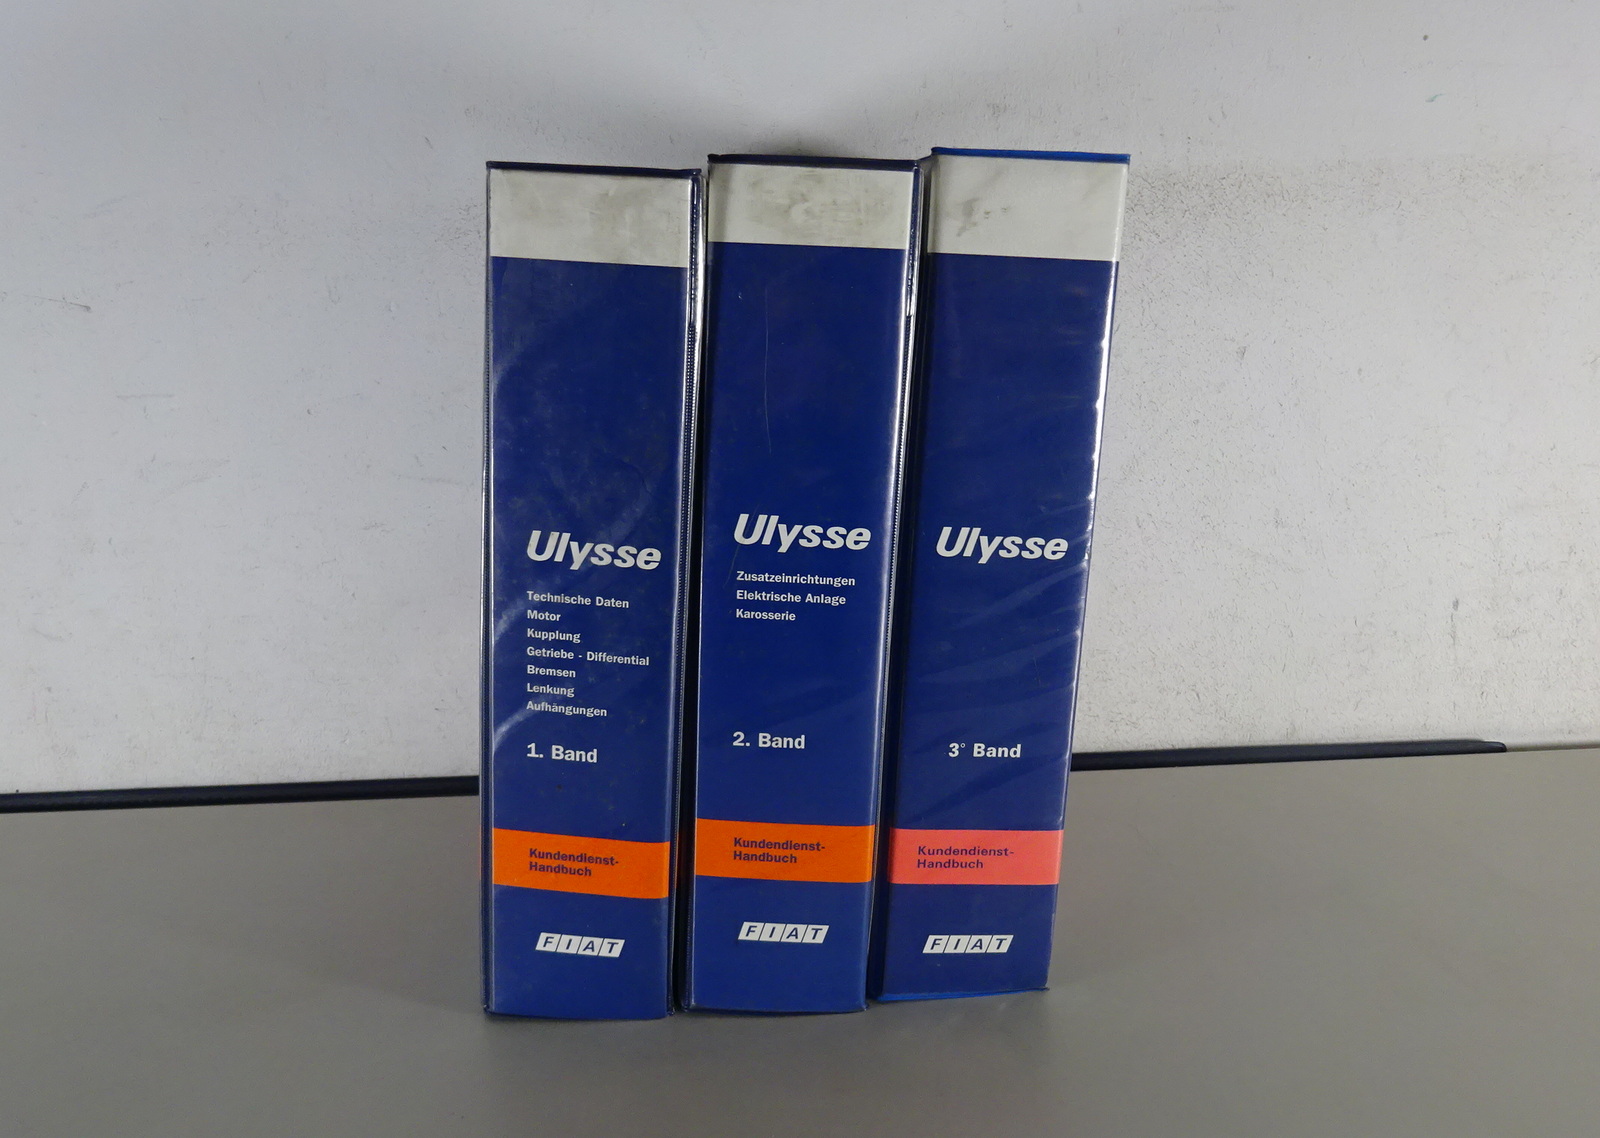 Ulysse
Technische Daten
Motor
Kupplung
Getriebe - Differential
Bremsen
Lenkung
Aufhängungen
1. Band
Kundendienst-
Handbuch
FIAT
Ulysse
Zusatzeinrichtungen
Elektrische Anlage
Karosserie
2. Band
Kundendienst-
Handbuch
FIAT
Ulysse
3° Band
Kundendienst-
Handbuch
FIAT